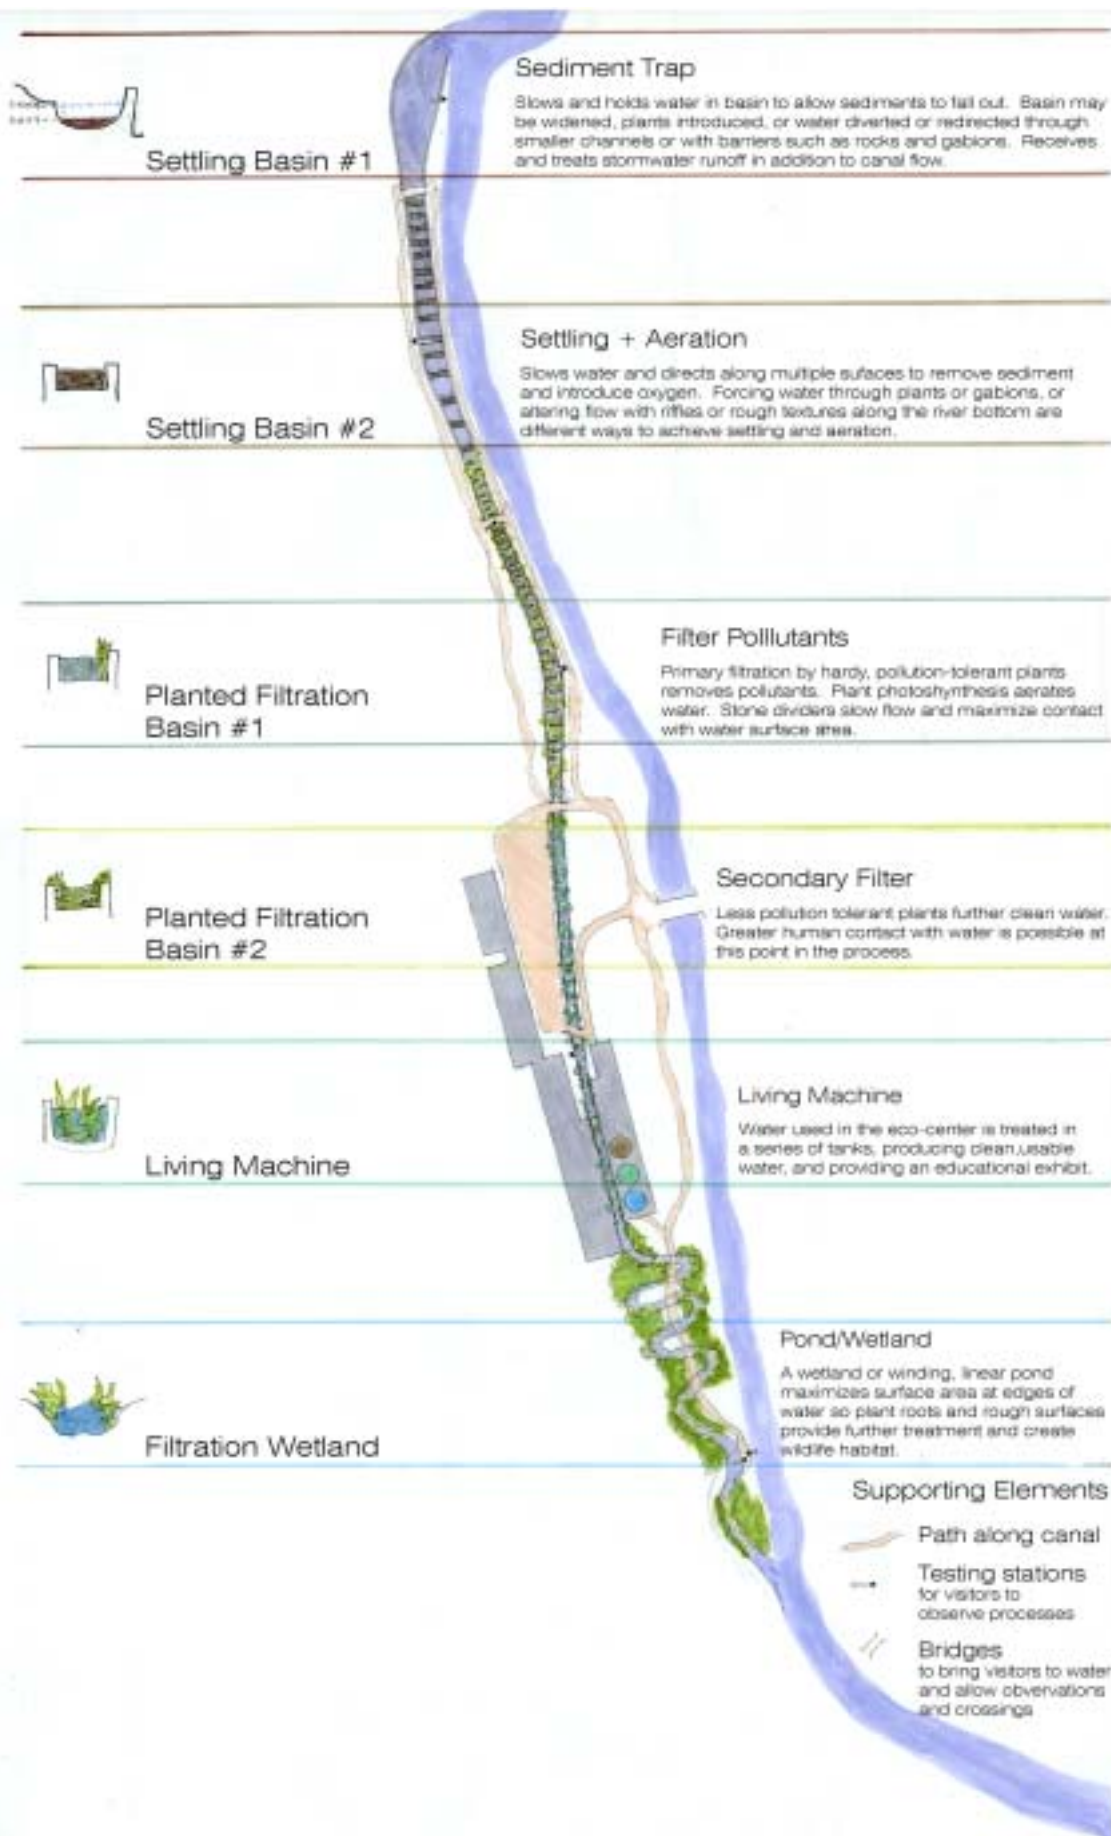 Sediment Trap
Slows and holds water in basin to allow sediments to fall out. Basin may
be widened, plants introduced, or water diverted or redirected through
smaller channels or with barriers such as rocks and gabions. Receives
and treats stormwater runoff in addition to canal flow.
Settling Basin #1
Settling + Aeration
Slows water and directs along multiple sufaces to remove sediment
and introduce oxygen. Forcing water through plants or gabions, or
altering flow with riffles or rough textures along the river bottom are
different ways to achieve settling and aeration.
Settling Basin #2
Filter Polllutants
Primary filtration by hardy, pollution-tolerant plants
removes pollutants. Plant photoshynthesis aerates
water. Stone dividers slow flow and maximize contact
with water surface area.
Planted Filtration
Basin #1
Secondary Filter
Less pollution tolerant plants further clean water.
Greater human contact with water is possible at
this point in the process.
Planted Filtration
Basin #2
Living Machine
Water used in the eco-center is treated in
a series of tanks, producing clean,usable
water, and providing an educational exhibit.
Living Machine
Pond/Wetland
A wetland or winding, linear pond
maximizes surface area at edges of
water so plant roots and rough surfaces
provide further treatment and create
wildlife habitat.
Filtration Wetland
Supporting Elements
Path along canal
Testing stations
for visitors to
observe processes
Bridges
to bring visitors to water
and allow obvervations
and crossings